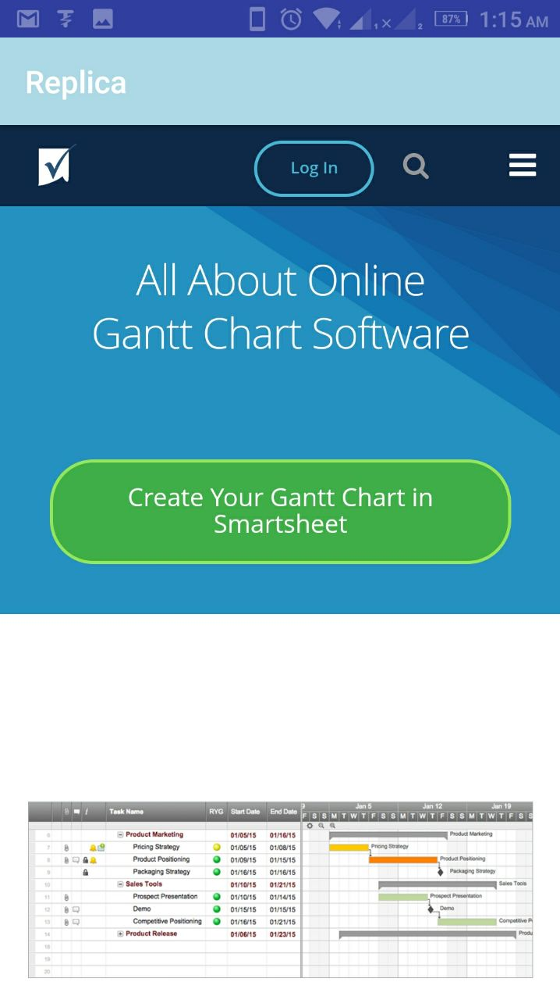 87%
1:15 AM
Replica
Log In
All About Online
Gantt Chart Software
Create Your Gantt Chart in
Smartsheet
Task Name RYG Start Date End Date Jan 5 Jan 12 Jan 19
F S S M T W T F S S M T W T F S S M T W T F S
6 Product Marketing 01/05/15 01/16/15 Product Marketing
7 Pricing Strategy 01/05/15 01/08/15 Pricing Strategy
8 Product Positioning 01/09/15 01/15/15 Product Positioning
9 Packaging Strategy 01/16/15 01/16/15 Packaging Strategy
10 Sales Tools 01/10/15 01/21/15 Sales Tools
11 Prospect Presentation 01/10/15 01/14/15 Prospect Presentation
12 Demo 01/15/15 01/15/15 Demo
13 Competitive Positioning 01/16/15 01/21/15 Competitive P
14 Product Release 01/06/15 01/23/15 Produ
18
19
20